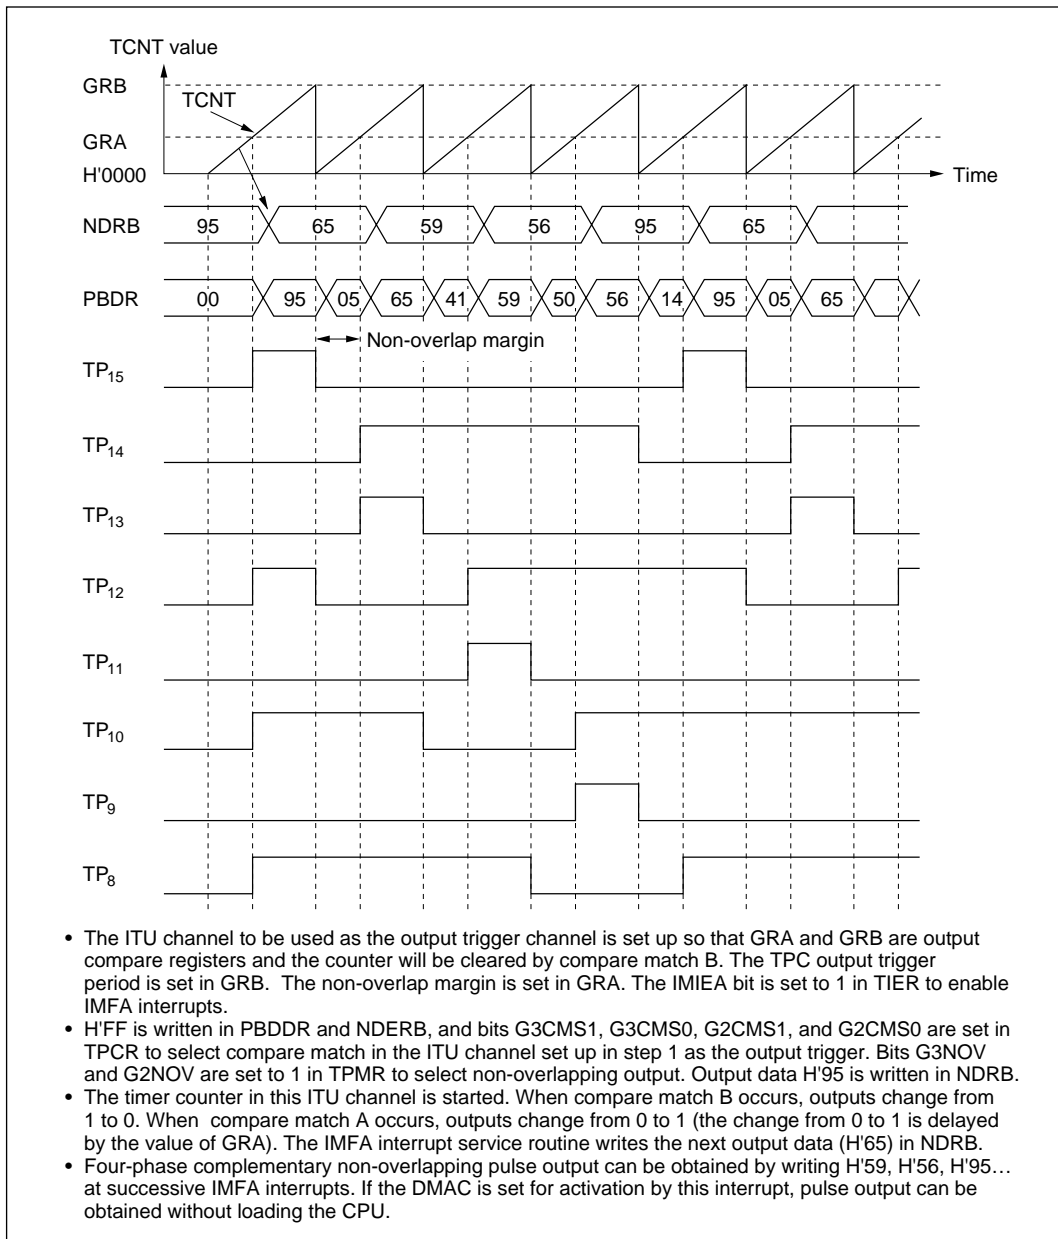 TCNT value
GRB
TCNT
GRA
H'0000
Time
NDRB 95 65 59 56 95 65
PBDR 00 95 05 65 41 59 50 56 14 95 05 65
Non-overlap margin
TP15
TP14
TP13
TP12
TP11
TP10
TP9
TP8
• The ITU channel to be used as the output trigger channel is set up so that GRA and GRB are output
compare registers and the counter will be cleared by compare match B. The TPC output trigger
period is set in GRB.  The non-overlap margin is set in GRA. The IMIEA bit is set to 1 in TIER to enable
IMFA interrupts.
• H'FF is written in PBDDR and NDERB, and bits G3CMS1, G3CMS0, G2CMS1, and G2CMS0 are set in
TPCR to select compare match in the ITU channel set up in step 1 as the output trigger. Bits G3NOV
and G2NOV are set to 1 in TPMR to select non-overlapping output. Output data H'95 is written in NDRB.
• The timer counter in this ITU channel is started. When compare match B occurs, outputs change from
1 to 0. When  compare match A occurs, outputs change from 0 to 1 (the change from 0 to 1 is delayed
by the value of GRA). The IMFA interrupt service routine writes the next output data (H'65) in NDRB.
• Four-phase complementary non-overlapping pulse output can be obtained by writing H'59, H'56, H'95…
at successive IMFA interrupts. If the DMAC is set for activation by this interrupt, pulse output can be
obtained without loading the CPU.